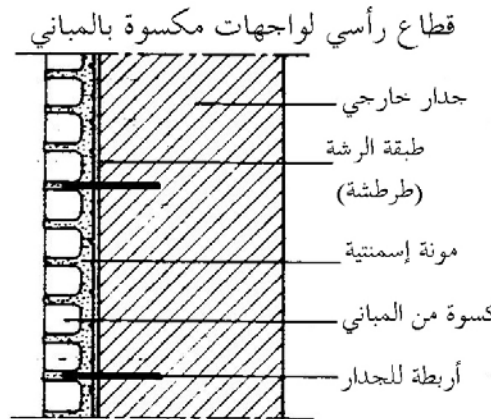 قطاع رأسي لواجهات مكسوة بالمباني
جدار خارجي
طبقة الرشة
(طرطشة)
مونة إسمنتية
كسوة من المباني
أربطة للجدار